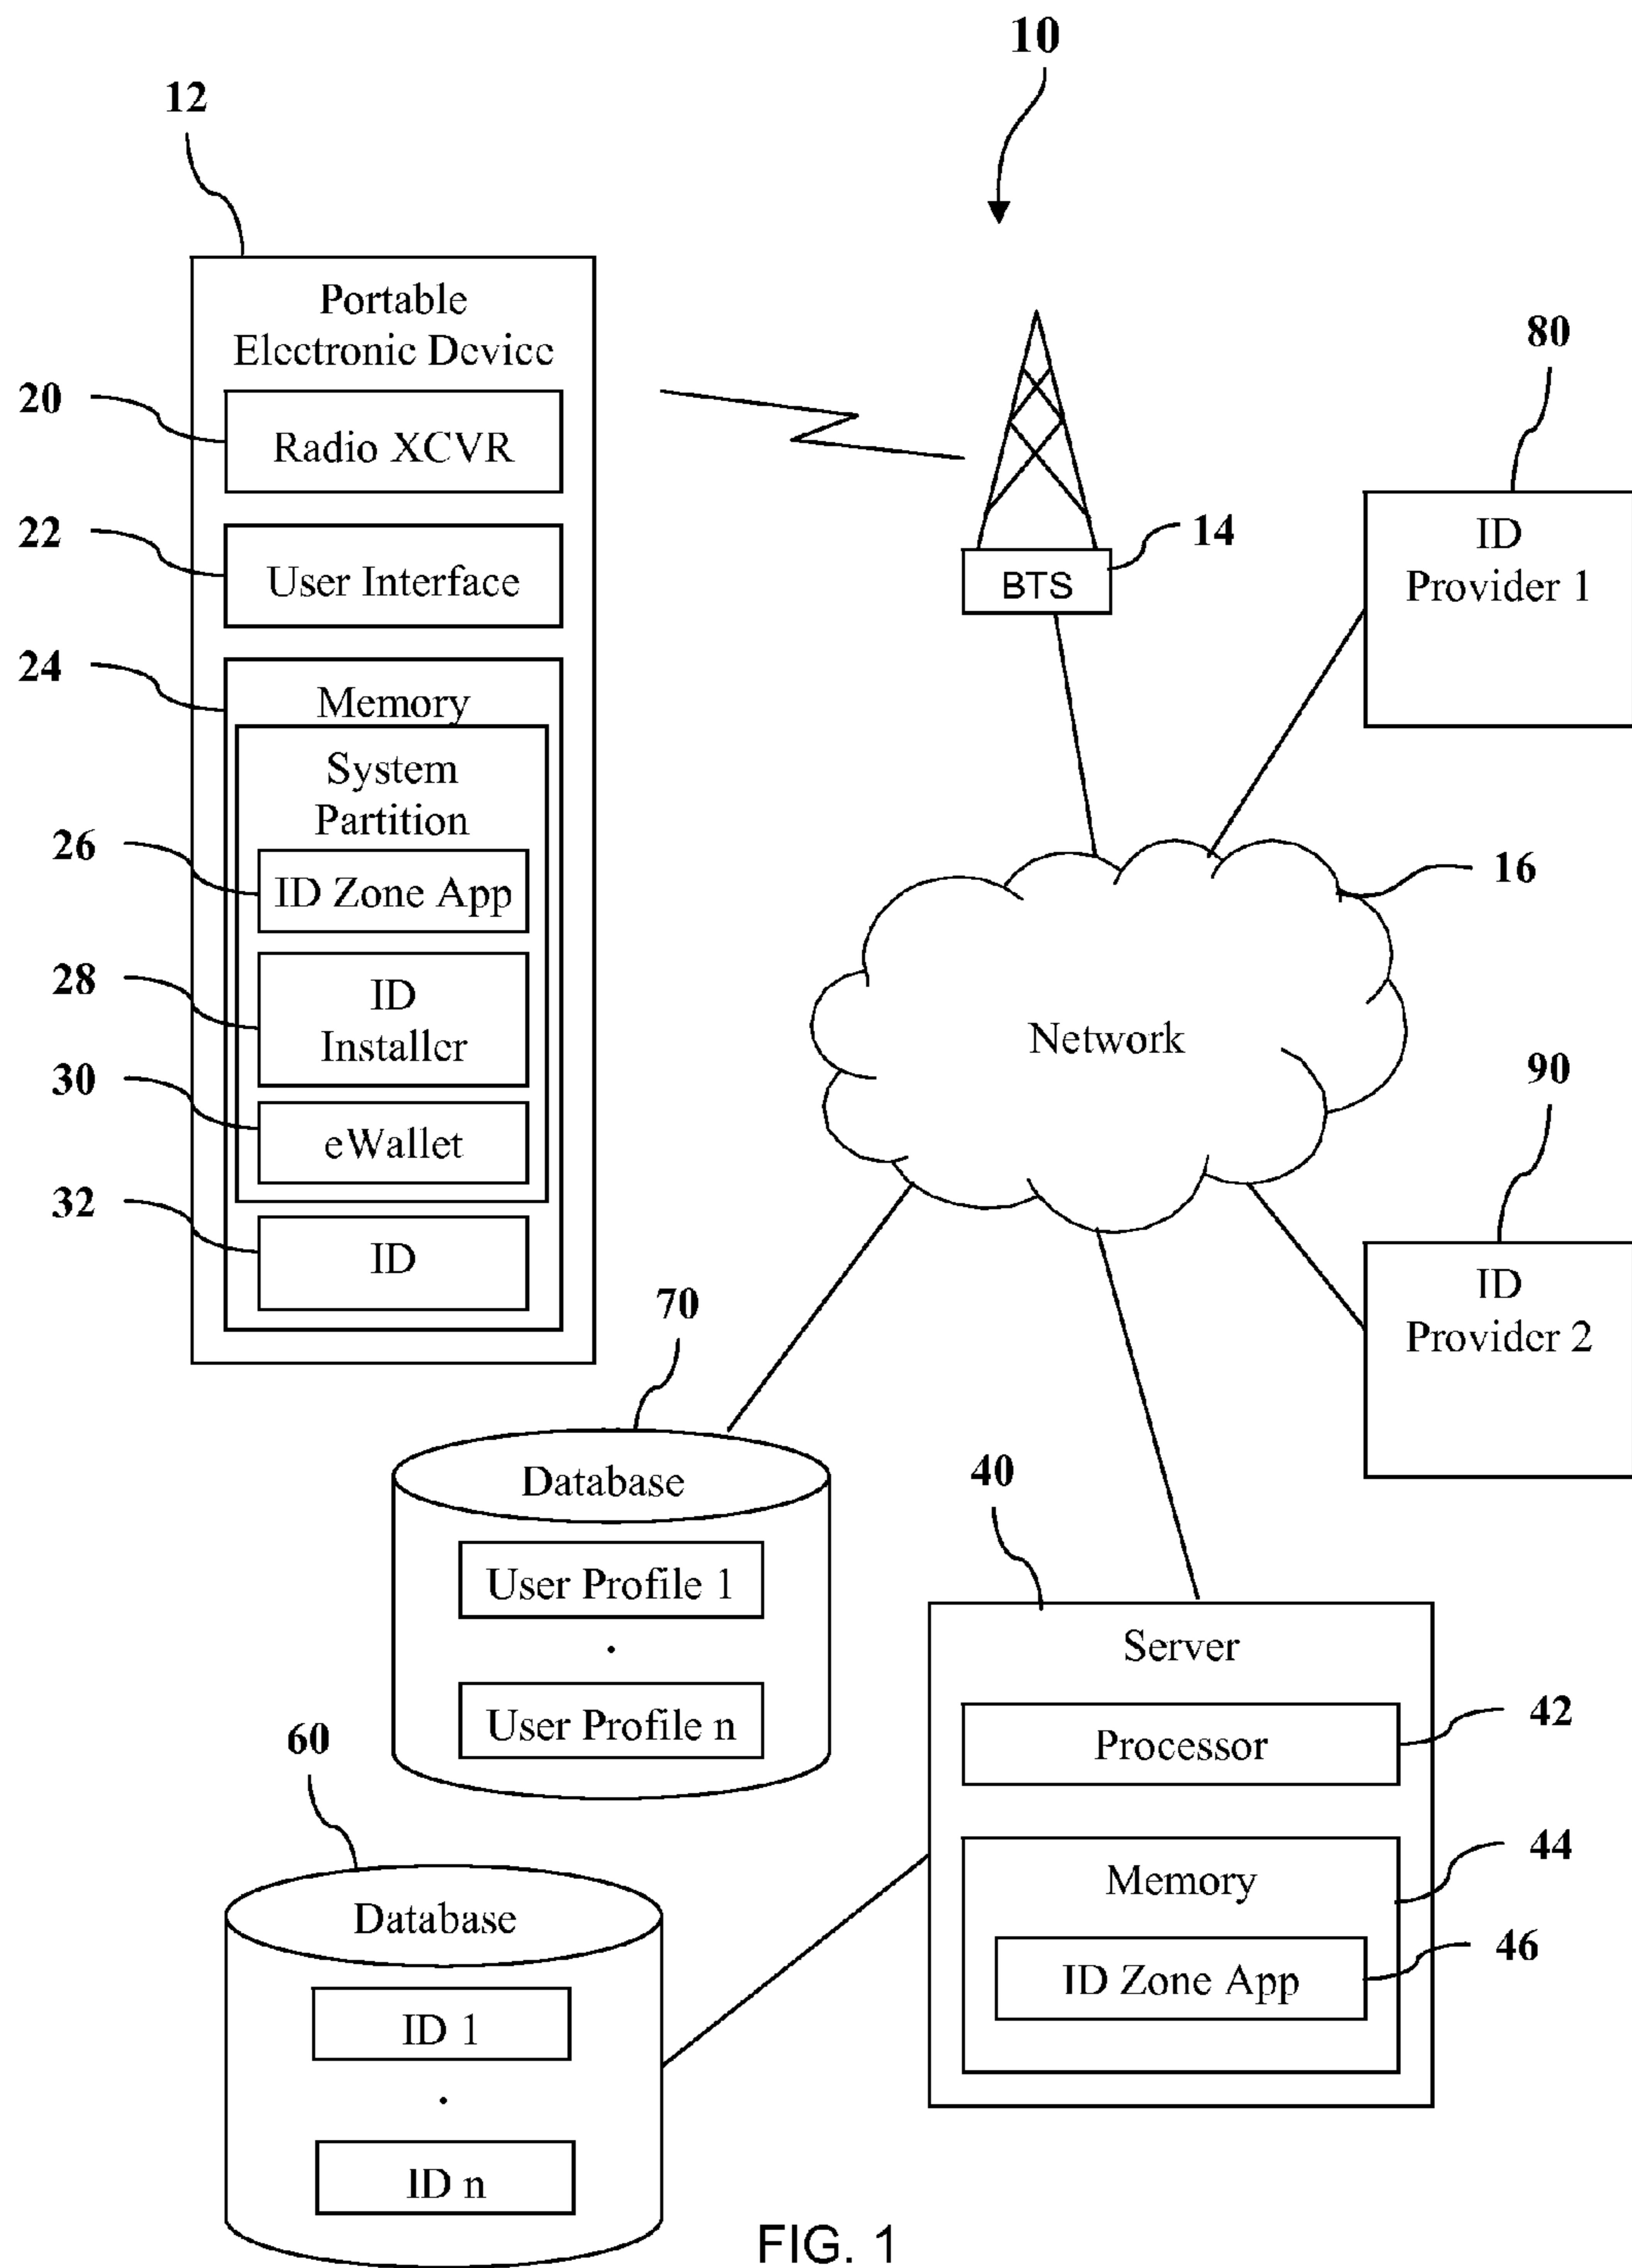 10
12
Portable
Electronic Device
20
Radio XCVR
22
User Interface
24
Memory
System
Partition
26
ID Zone App
28
ID
Installer
30
eWallet
32
ID
14
BTS
80
ID
Provider 1
16
Network
90
ID
Provider 2
70
Database
User Profile 1
.
User Profile n
40
Server
42
Processor
44
Memory
46
ID Zone App
60
Database
ID 1
.
ID n
FIG. 1